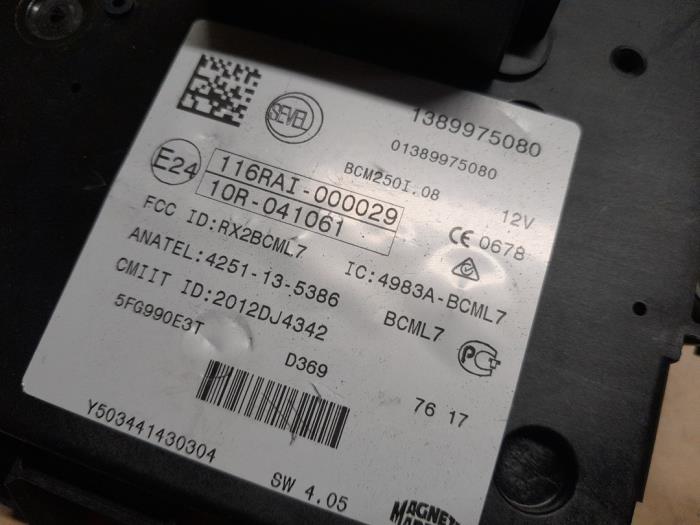 SEVEL
1389975080
01389975080
BCM250I.08
12V
E24
116RAI-000029
10R-041061
CE 0678
FCC ID:RX2BCML7
IC:4983A-BCML7
ANATEL:4251-13-5386
BCML7
CMIIT ID:2012DJ4342
5FG990E3T
D369
76 17
Y503441430304
SW 4.05